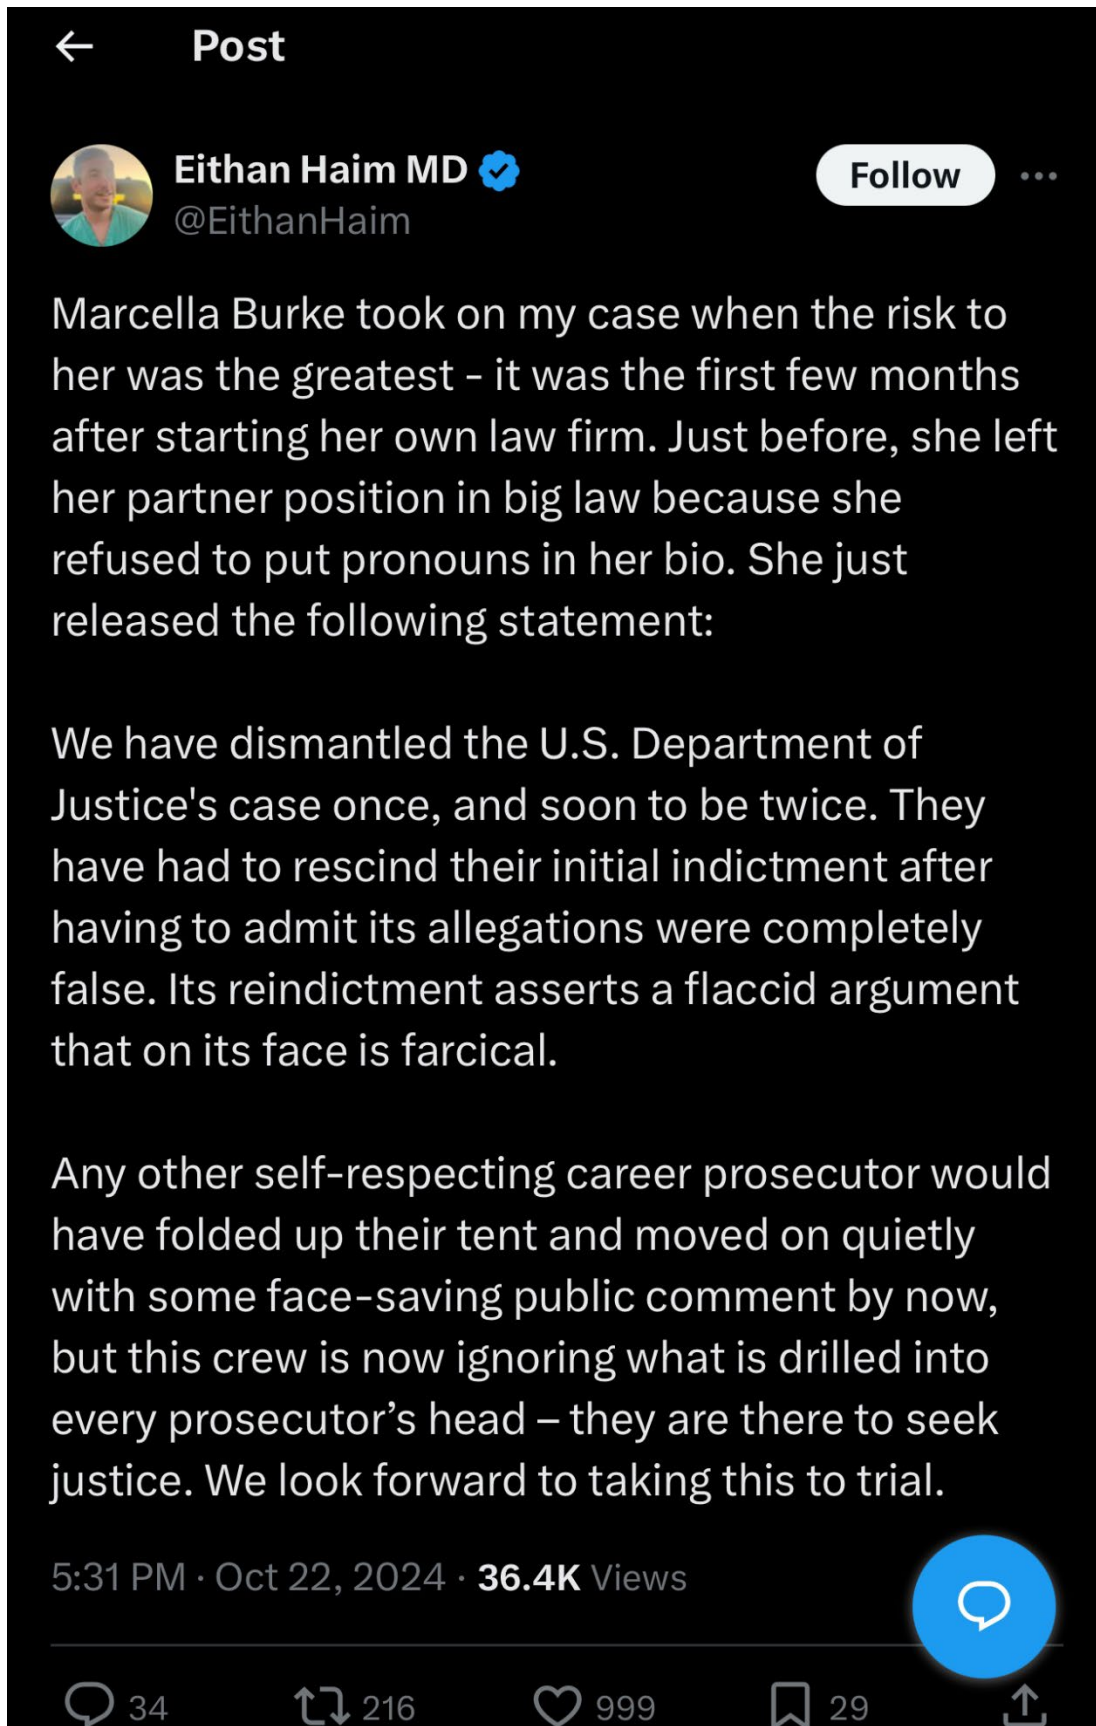 Post
Eithan Haim MD
Follow
@EithanHaim
Marcella Burke took on my case when the risk to
her was the greatest - it was the first few months
after starting her own law firm. Just before, she left
her partner position in big law because she
refused to put pronouns in her bio. She just
released the following statement:
We have dismantled the U.S. Department of
Justice's case once, and soon to be twice. They
have had to rescind their initial indictment after
having to admit its allegations were completely
false. Its reindictment asserts a flaccid argument
that on its face is farcical.
Any other self-respecting career prosecutor would
have folded up their tent and moved on quietly
with some face-saving public comment by now,
but this crew is now ignoring what is drilled into
every prosecutor’s head – they are there to seek
justice. We look forward to taking this to trial.
5:31 PM · Oct 22, 2024 · 36.4K Views
34 216 999 29